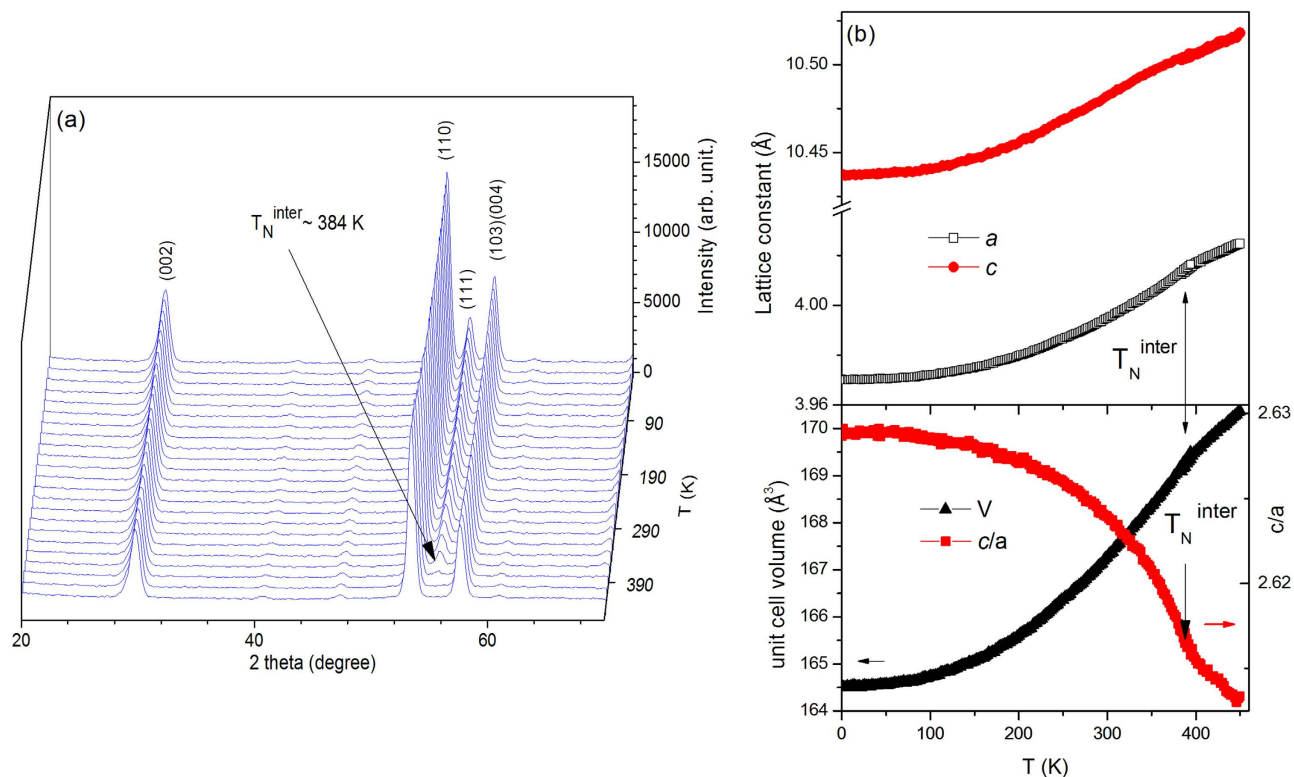 (a)
(002)
(110)
(111)
(103)(004)
T_N^inter ~ 384 K
15000
10000
5000
0
Intensity (arb. unit.)
0
90
190
290
390
T (K)
20
40
60
2 theta (degree)
(b)
10.50
10.45
4.00
3.96
Lattice constant (Å)
a
c
T_N^inter
170
169
168
167
166
165
164
unit cell volume (Å³)
V
c/a
T_N^inter
2.63
2.62
c/a
0
100
200
300
400
T (K)